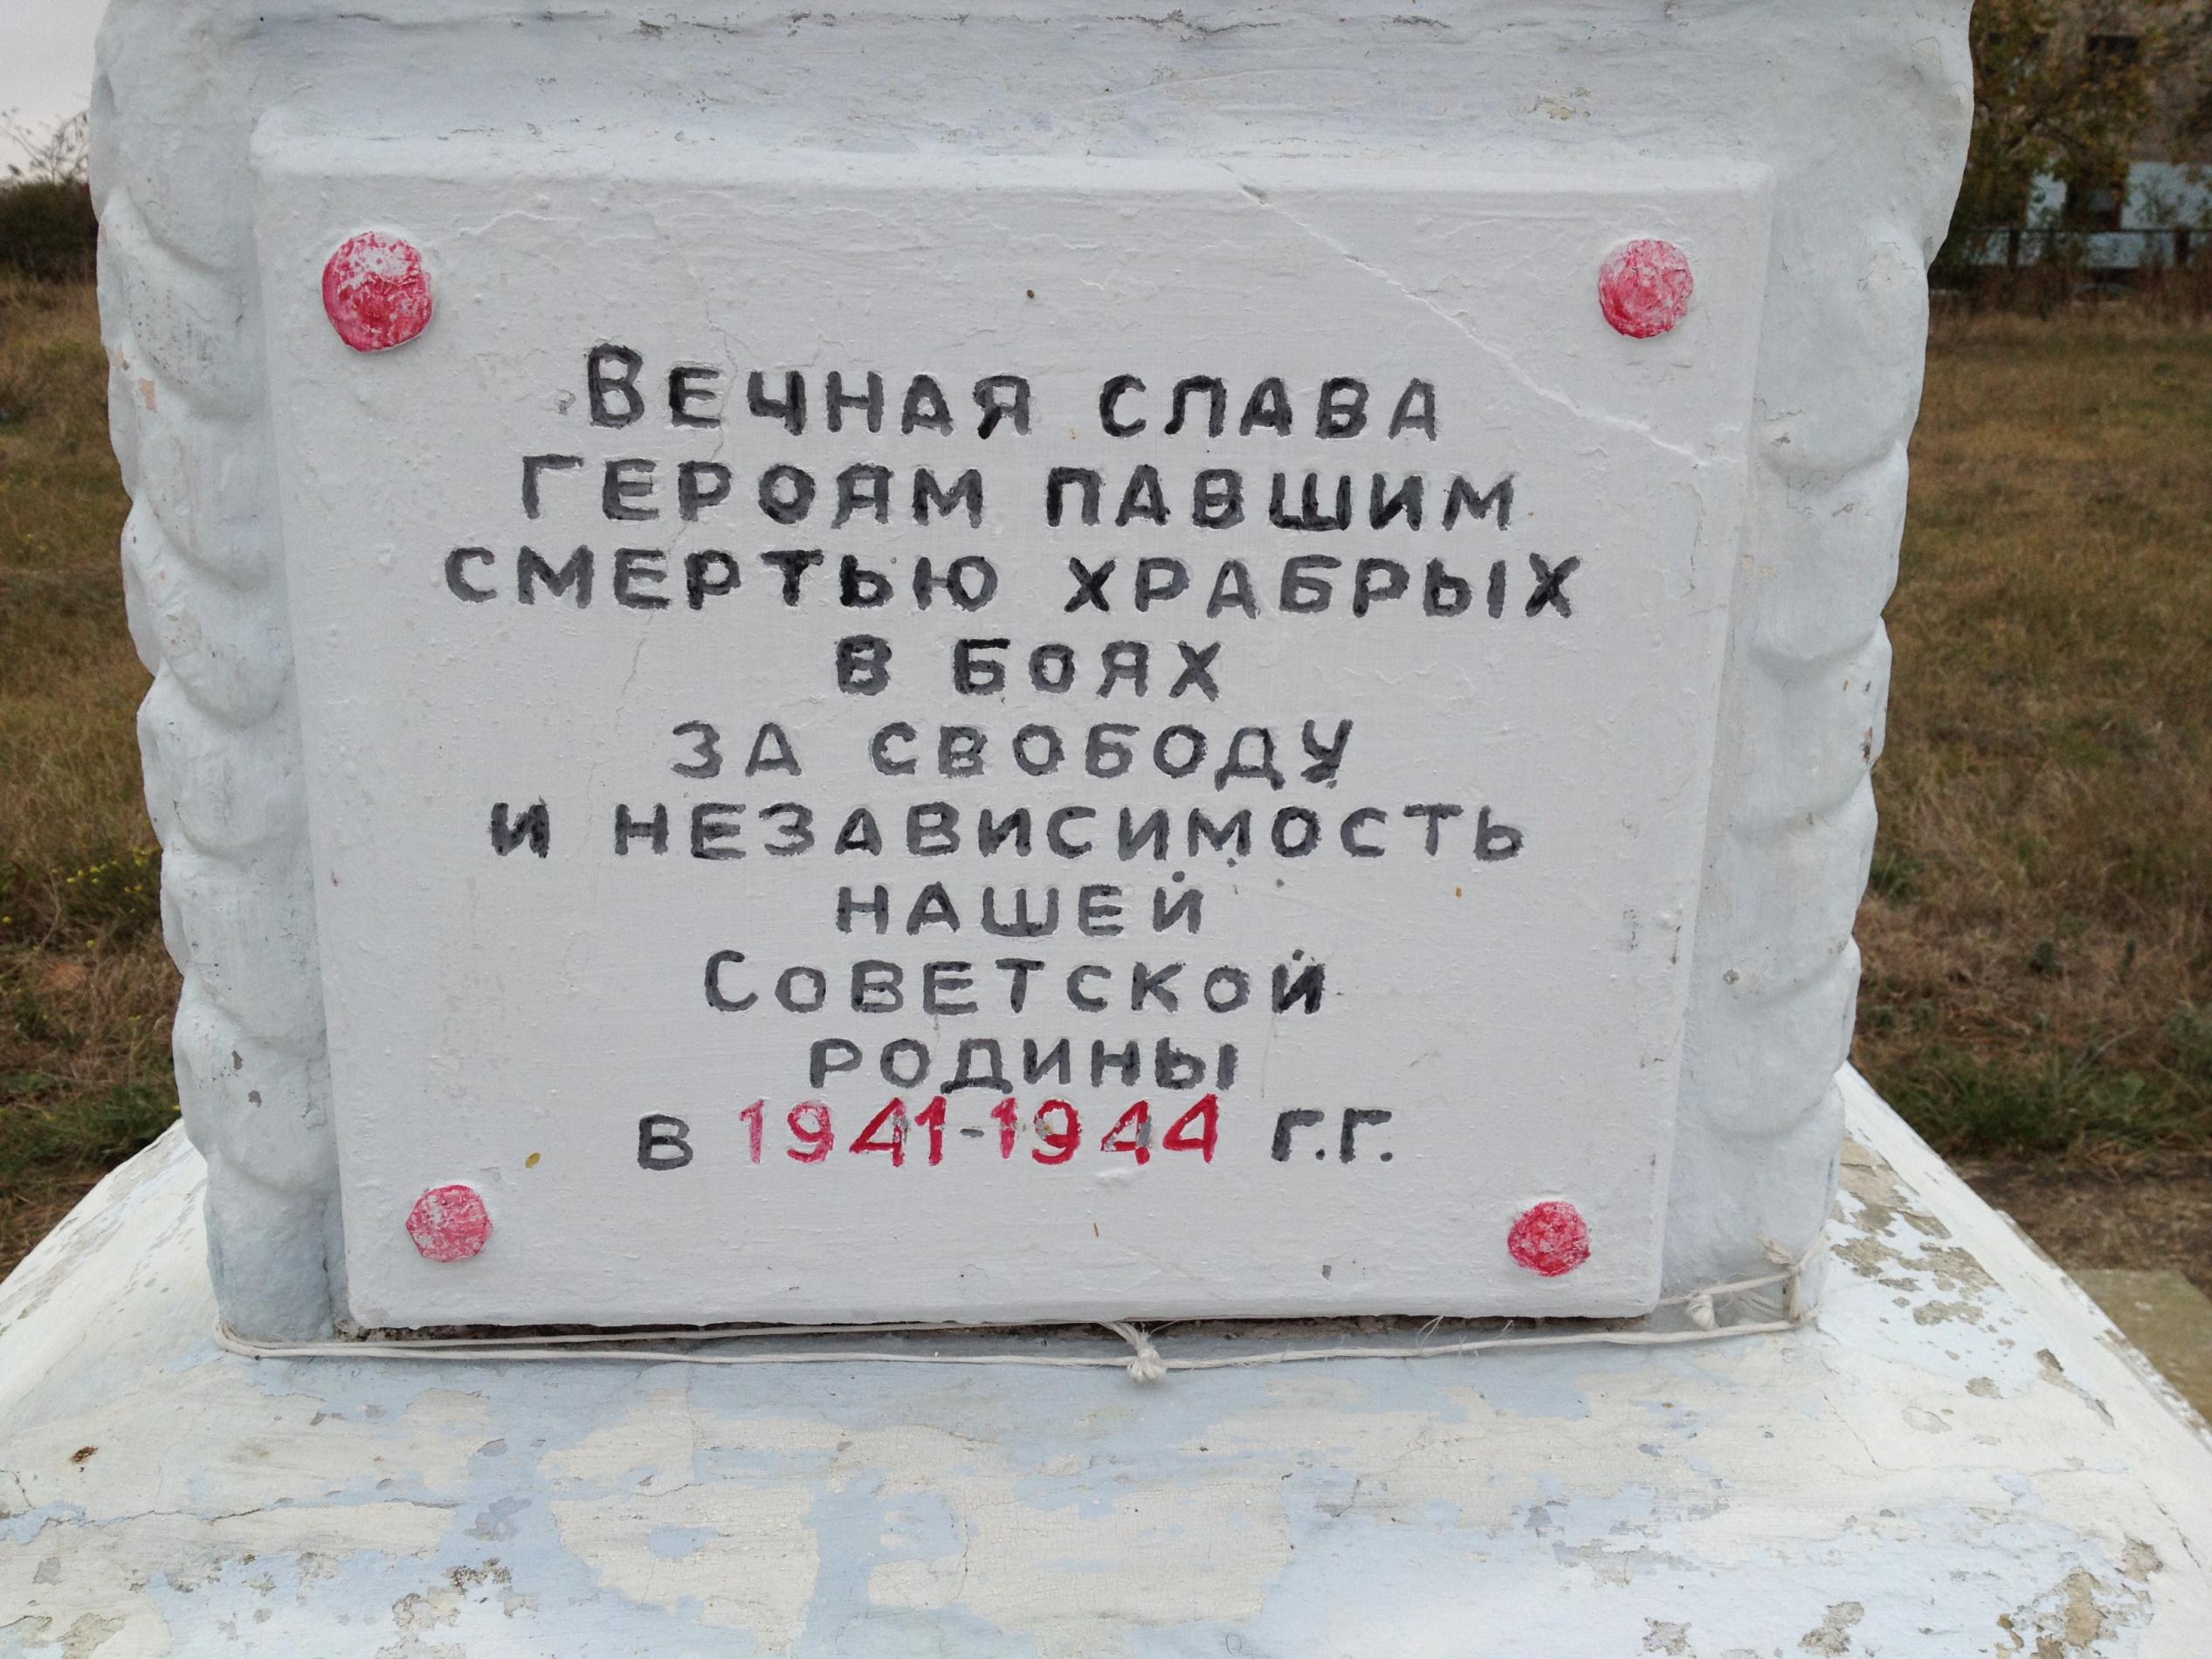 Вечная слава
героям павшим
смертью храбрых
в боях
за свободу
и независимость
нашей
Советской
родины
в 1941-1944 г.г.